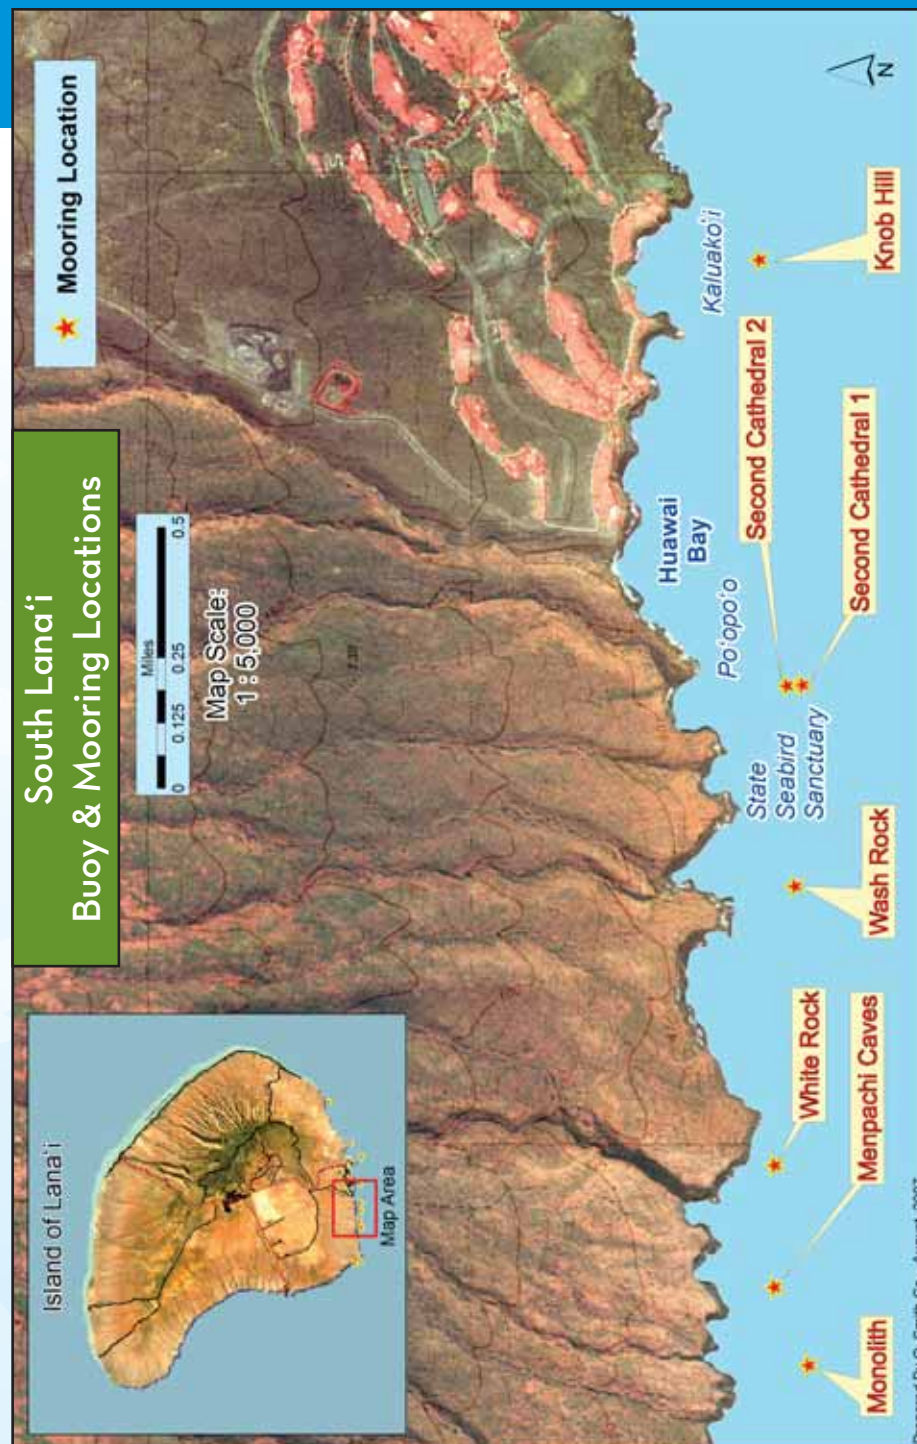 South Lana‘i
Buoy & Mooring Locations
Mooring Location
Miles
0 0.125 0.25 0.5
Map Scale:
1 : 5,000
Island of Lana‘i
Map Area
N
Huawai
Bay
Po‘opo‘o
Kaluako‘i
State
Seabird
Sanctuary
Monolith
Menpachi Caves
White Rock
Wash Rock
Second Cathedral 1
Second Cathedral 2
Knob Hill